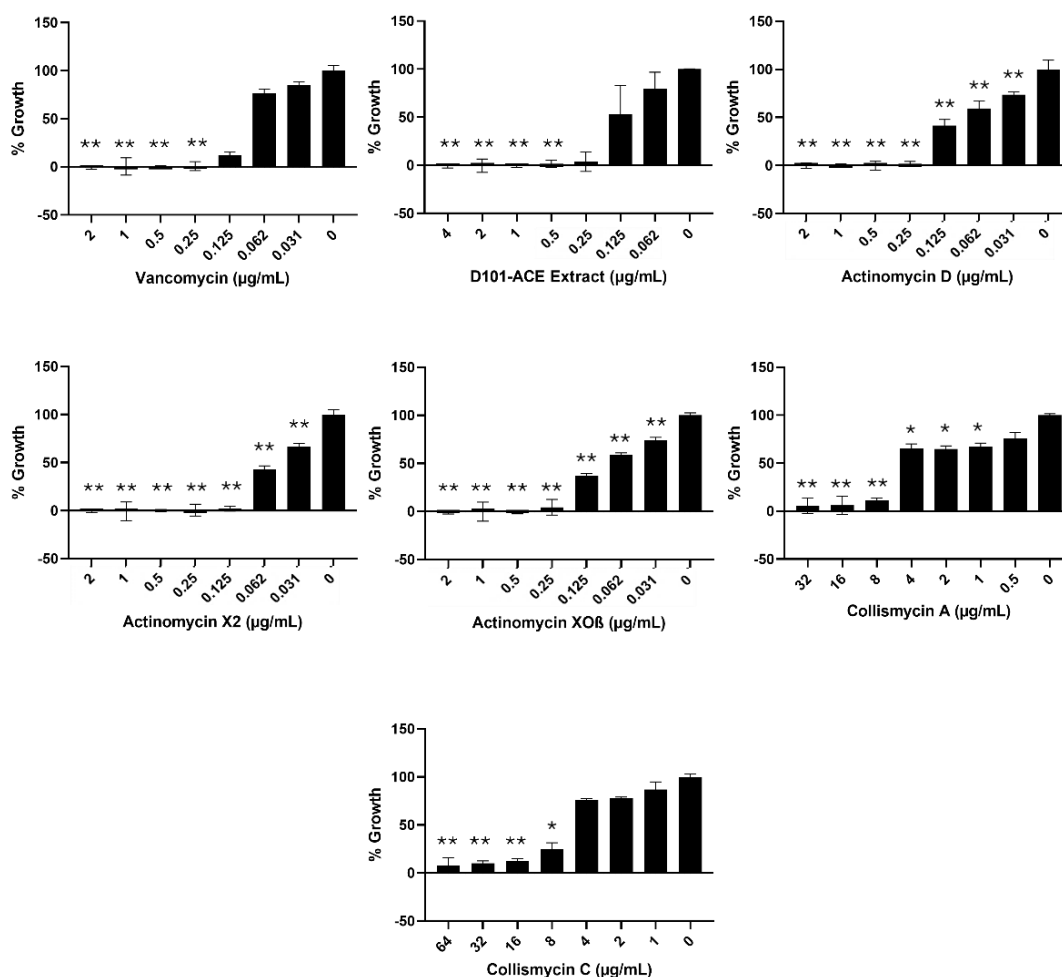 150
100
50
0
-50
% Growth
** ** ** **
2 1 0.5 0.25 0.125 0.062 0.031 0
Vancomycin (µg/mL)
150
100
50
0
-50
% Growth
** ** ** **
4 2 1 0.5 0.25 0.125 0.062 0
D101-ACE Extract (µg/mL)
150
100
50
0
-50
% Growth
** ** ** ** ** ** **
2 1 0.5 0.25 0.125 0.062 0.031 0
Actinomycin D (µg/mL)
150
100
50
0
-50
% Growth
** ** ** ** ** ** **
2 1 0.5 0.25 0.125 0.062 0.031 0
Actinomycin X2 (µg/mL)
150
100
50
0
-50
% Growth
** ** ** ** ** ** **
2 1 0.5 0.25 0.125 0.062 0.031 0
Actinomycin XOß (µg/mL)
150
100
50
0
-50
% Growth
** ** ** * * *
32 16 8 4 2 1 0.5 0
Collismycin A (µg/mL)
150
100
50
0
-50
% Growth
** ** ** *
64 32 16 8 4 2 1 0
Collismycin C (µg/mL)